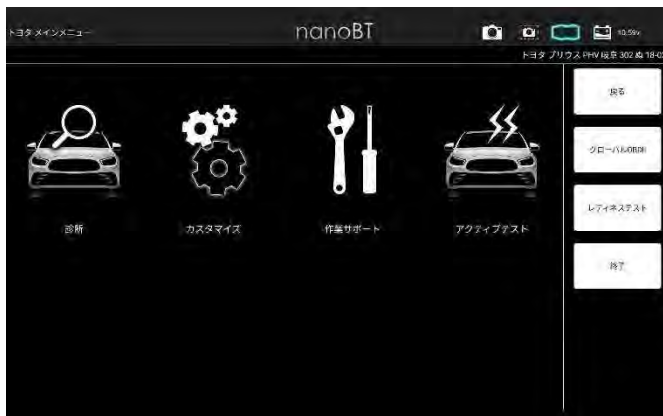 トヨタ メインメニュー
nanoBT
10.59v
トヨタ プリウス PHV 岐阜 302 ぬ 18-0
戻る
グローバルOBDII
レディネステスト
終了
診断
カスタマイズ
作業サポート
アクティブテスト